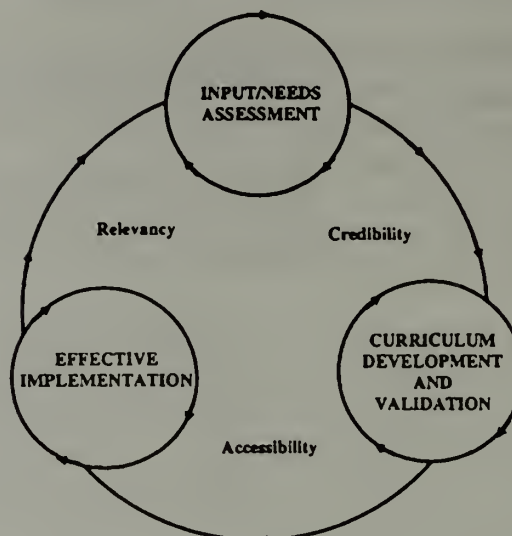 INPUT/NEEDS
ASSESSMENT
Relevancy
Credibility
EFFECTIVE
IMPLEMENTATION
CURRICULUM
DEVELOPMENT
AND
VALIDATION
Accessibility